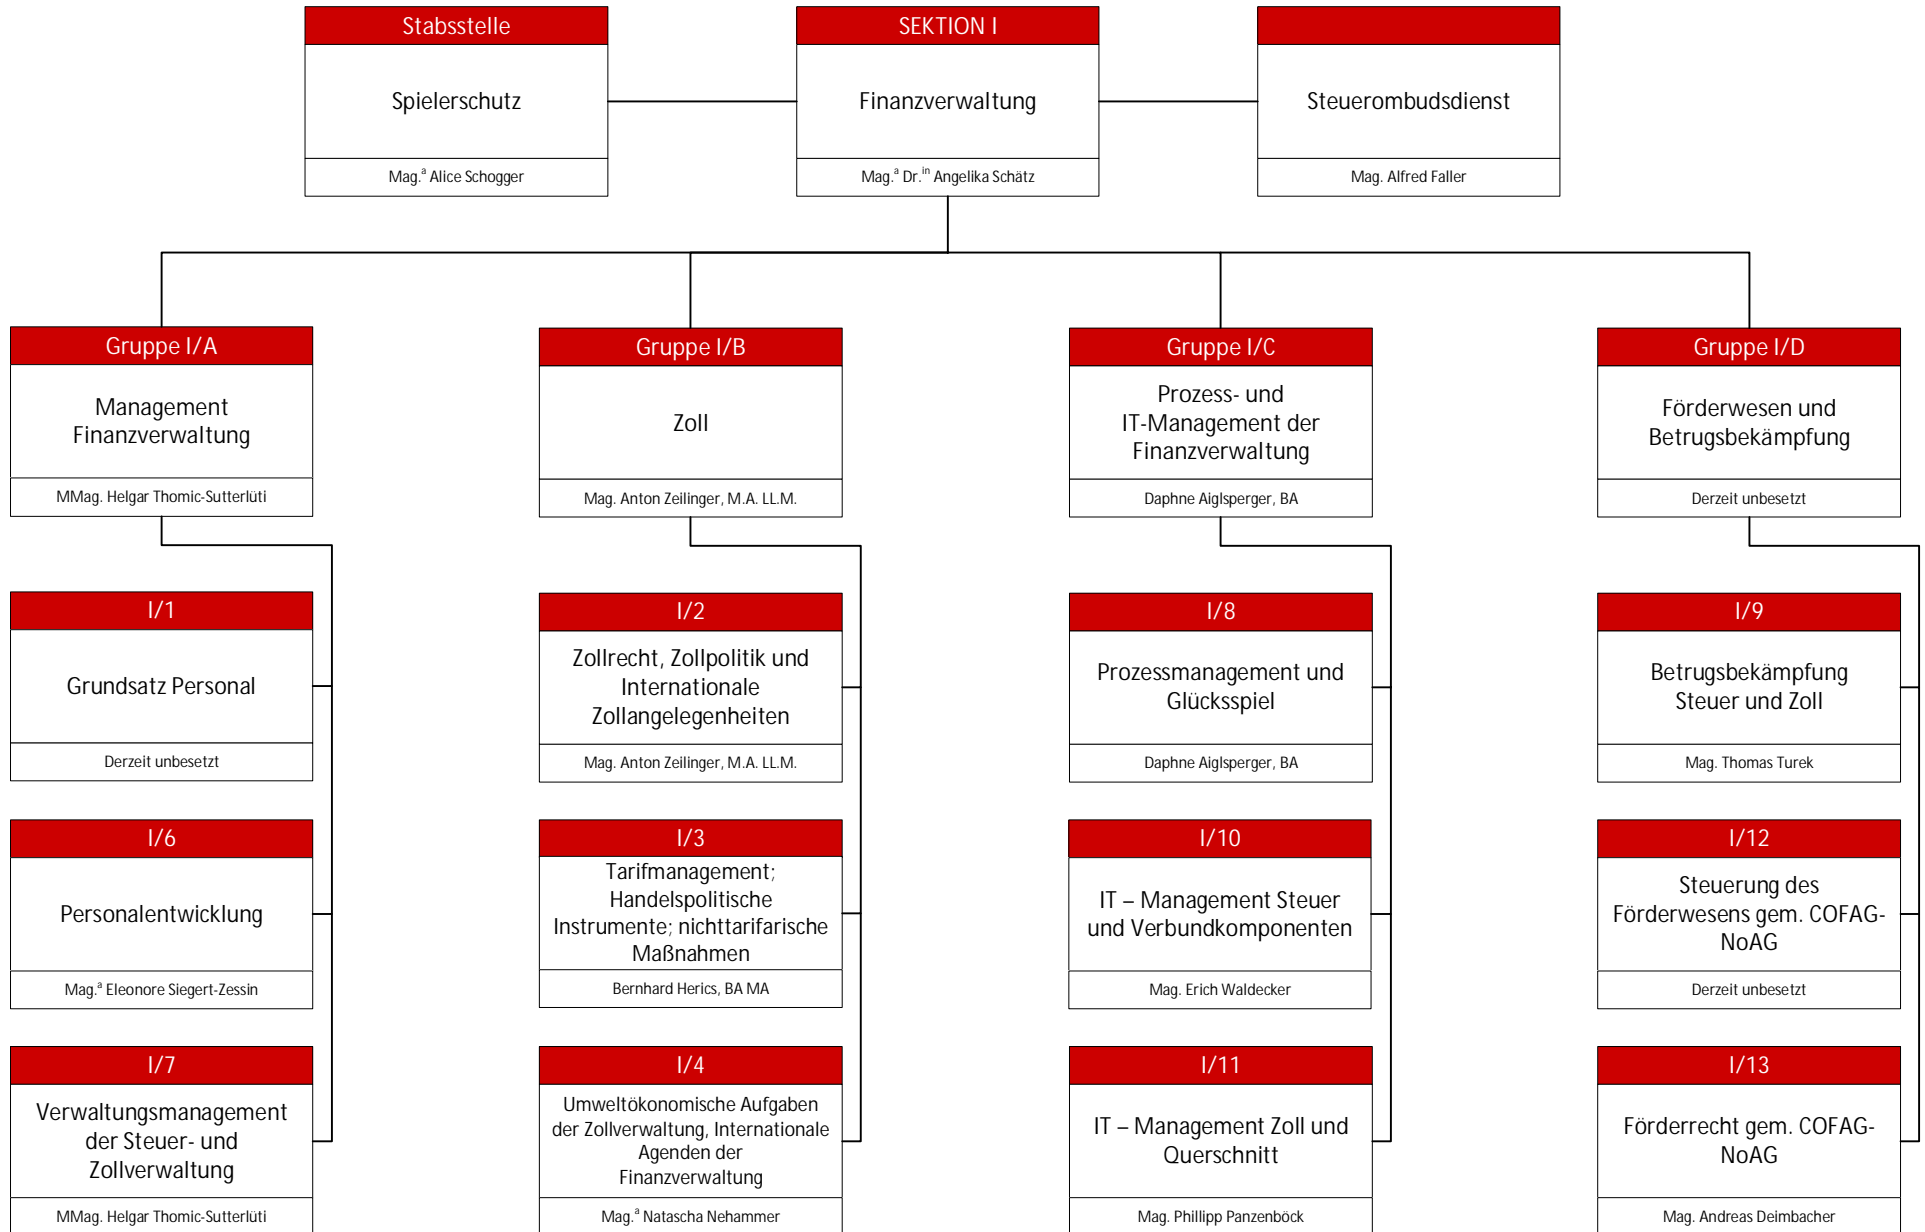 Stabsstelle
Spielerschutz
Mag.ª Alice Schogger
SEKTION I
Finanzverwaltung
Mag.ª Dr.ⁱⁿ Angelika Schätz
Steuerombudsdienst
Mag. Alfred Faller
Gruppe I/A
Management
Finanzverwaltung
MMag. Helgar Thomic-Sutterlüti
Gruppe I/B
Zoll
Mag. Anton Zeilinger, M.A. LL.M.
Gruppe I/C
Prozess- und
IT-Management der
Finanzverwaltung
Daphne Aiglsperger, BA
Gruppe I/D
Förderwesen und
Betrugsbekämpfung
Derzeit unbesetzt
I/1
Grundsatz Personal
Derzeit unbesetzt
I/2
Zollrecht, Zollpolitik und
Internationale
Zollangelegenheiten
Mag. Anton Zeilinger, M.A. LL.M.
I/8
Prozessmanagement und
Glücksspiel
Daphne Aiglsperger, BA
I/9
Betrugsbekämpfung
Steuer und Zoll
Mag. Thomas Turek
I/6
Personalentwicklung
Mag.ª Eleonore Siegert-Zessin
I/3
Tarifmanagement;
Handelspolitische
Instrumente; nichttarifarische
Maßnahmen
Bernhard Herics, BA MA
I/10
IT – Management Steuer
und Verbundkomponenten
Mag. Erich Waldecker
I/12
Steuerung des
Förderwesens gem. COFAG-
NoAG
Derzeit unbesetzt
I/7
Verwaltungsmanagement
der Steuer- und
Zollverwaltung
MMag. Helgar Thomic-Sutterlüti
I/4
Umweltökonomische Aufgaben
der Zollverwaltung, Internationale
Agenden der
Finanzverwaltung
Mag.ª Natascha Nehammer
I/11
IT – Management Zoll und
Querschnitt
Mag. Phillipp Panzenböck
I/13
Förderrecht gem. COFAG-
NoAG
Mag. Andreas Deimbacher